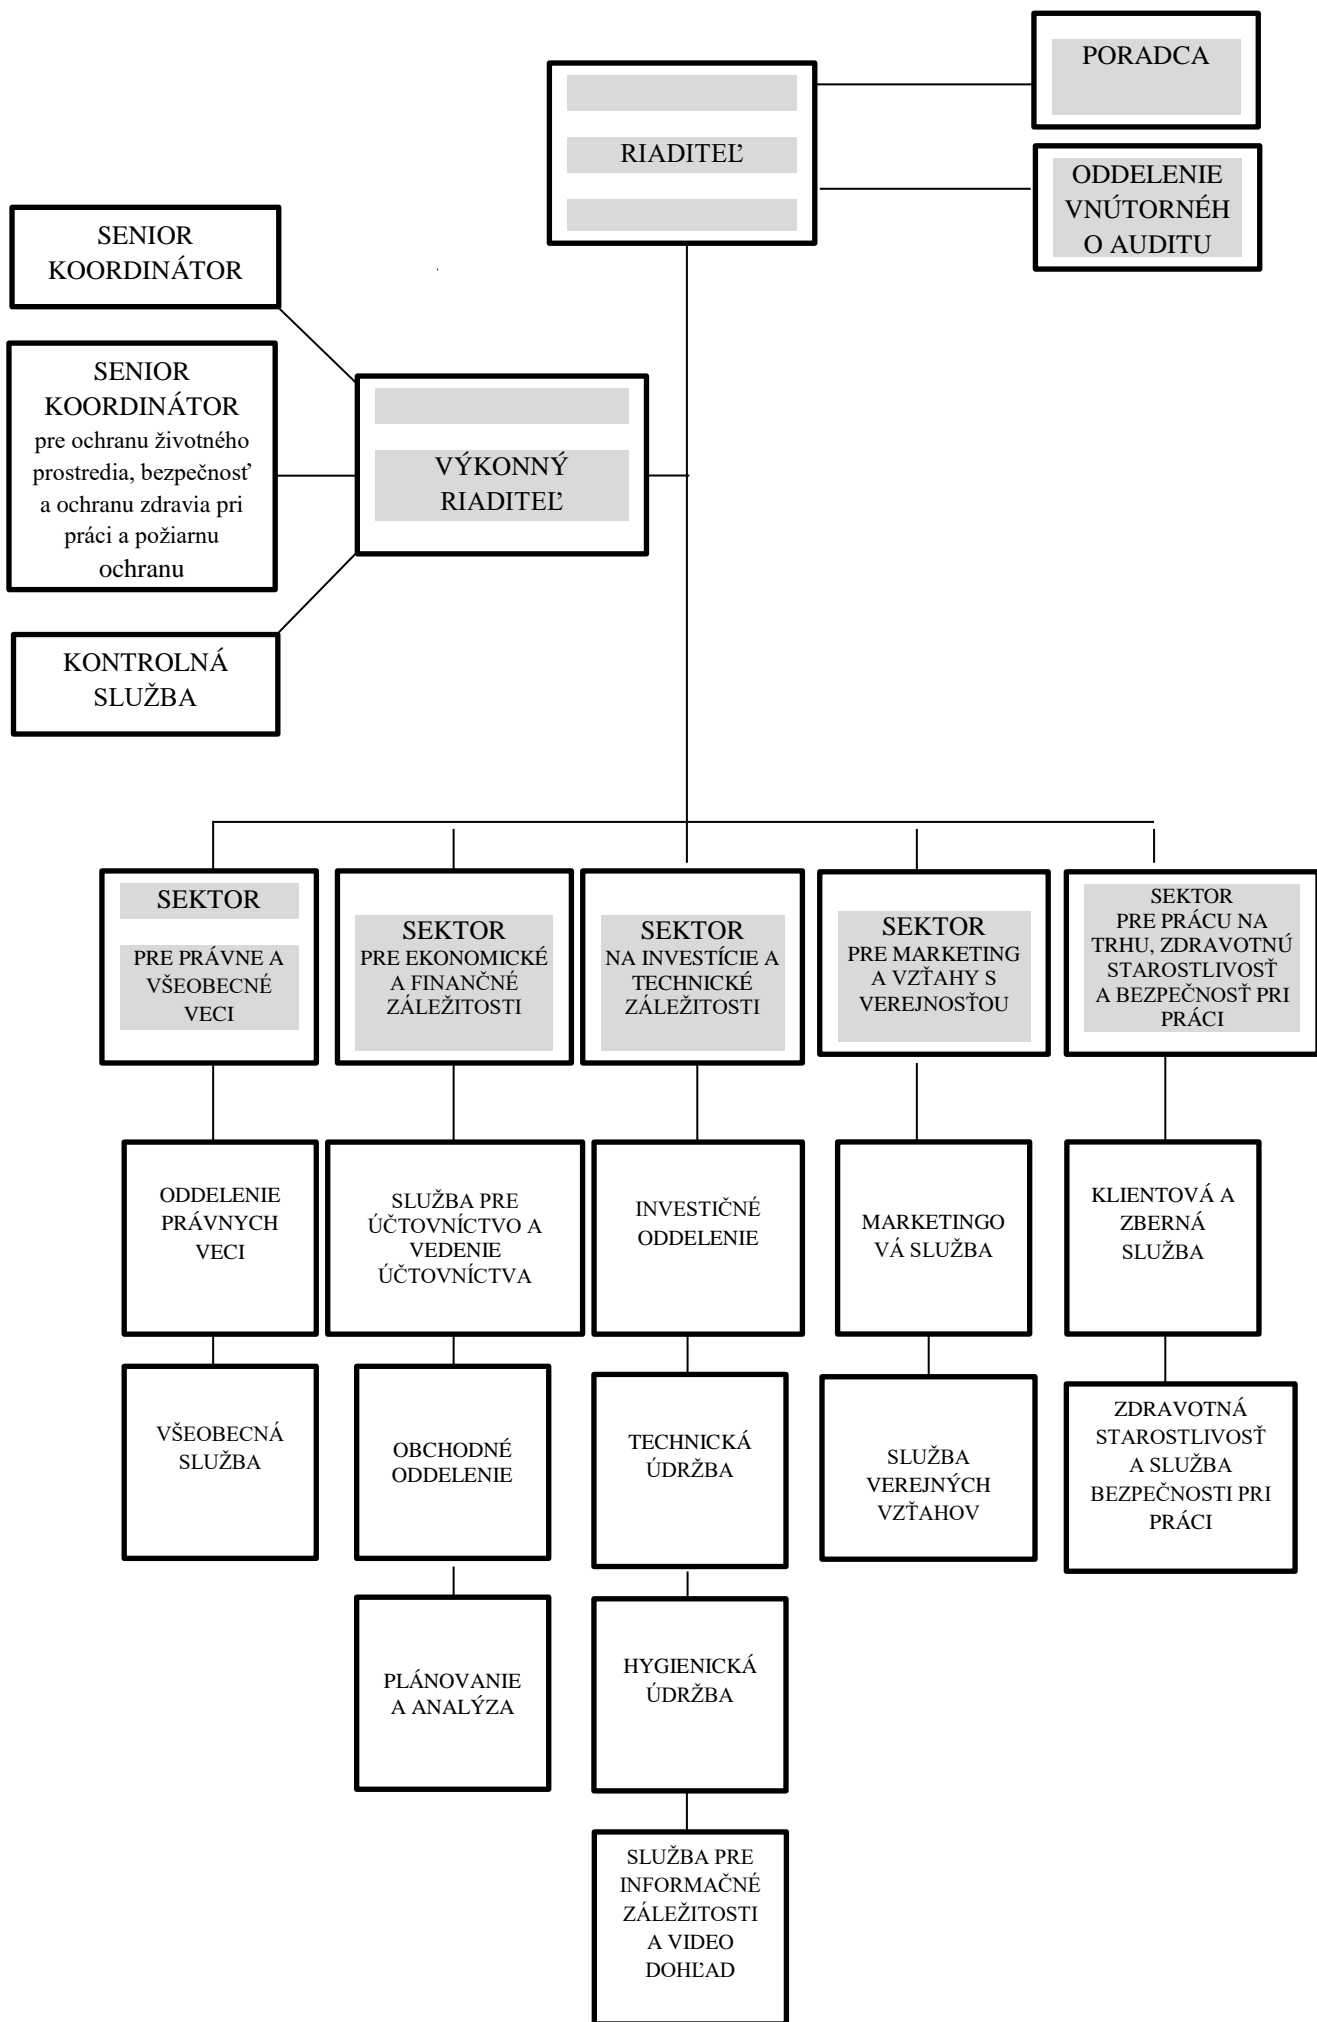 PORADCA
RIADITEĽ
ODDELENIE
VNÚTORNÉH
O AUDITU
SENIOR
KOORDINÁTOR
SENIOR
KOORDINÁTOR
pre ochranu životného
prostredia, bezpečnosť
a ochranu zdravia pri
práci a požiarnu
ochranu
VÝKONNÝ
RIADITEĽ
KONTROLNÁ
SLUŽBA
SEKTOR
PRE PRÁVNE A
VŠEOBECNÉ
VECI
SEKTOR
PRE EKONOMICKÉ
A FINANČNÉ
ZÁLEŽITOSTI
SEKTOR
NA INVESTÍCIE A
TECHNICKÉ
ZÁLEŽITOSTI
SEKTOR
PRE MARKETING
A VZŤAHY S
VEREJNOSŤOU
SEKTOR
PRE PRÁCU NA
TRHU, ZDRAVOTNÚ
STAROSTLIVOSŤ
A BEZPEČNOSŤ PRI
PRÁCI
ODDELENIE
PRÁVNYCH
VECI
SLUŽBA PRE
ÚČTOVNÍCTVO A
VEDENIE
ÚČTOVNÍCTVA
INVESTIČNÉ
ODDELENIE
MARKETINGO
VÁ SLUŽBA
KLIENTOVÁ A
ZBERNÁ
SLUŽBA
VŠEOBECNÁ
SLUŽBA
OBCHODNÉ
ODDELENIE
TECHNICKÁ
ÚDRŽBA
SLUŽBA
VEREJNÝCH
VZŤAHOV
ZDRAVOTNÁ
STAROSTLIVOSŤ
A SLUŽBA
BEZPEČNOSTI PRI
PRÁCI
PLÁNOVANIE
A ANALÝZA
HYGIENICKÁ
ÚDRŽBA
SLUŽBA PRE
INFORMAČNÉ
ZÁLEŽITOSTI
A VIDEO
DOHĽAD